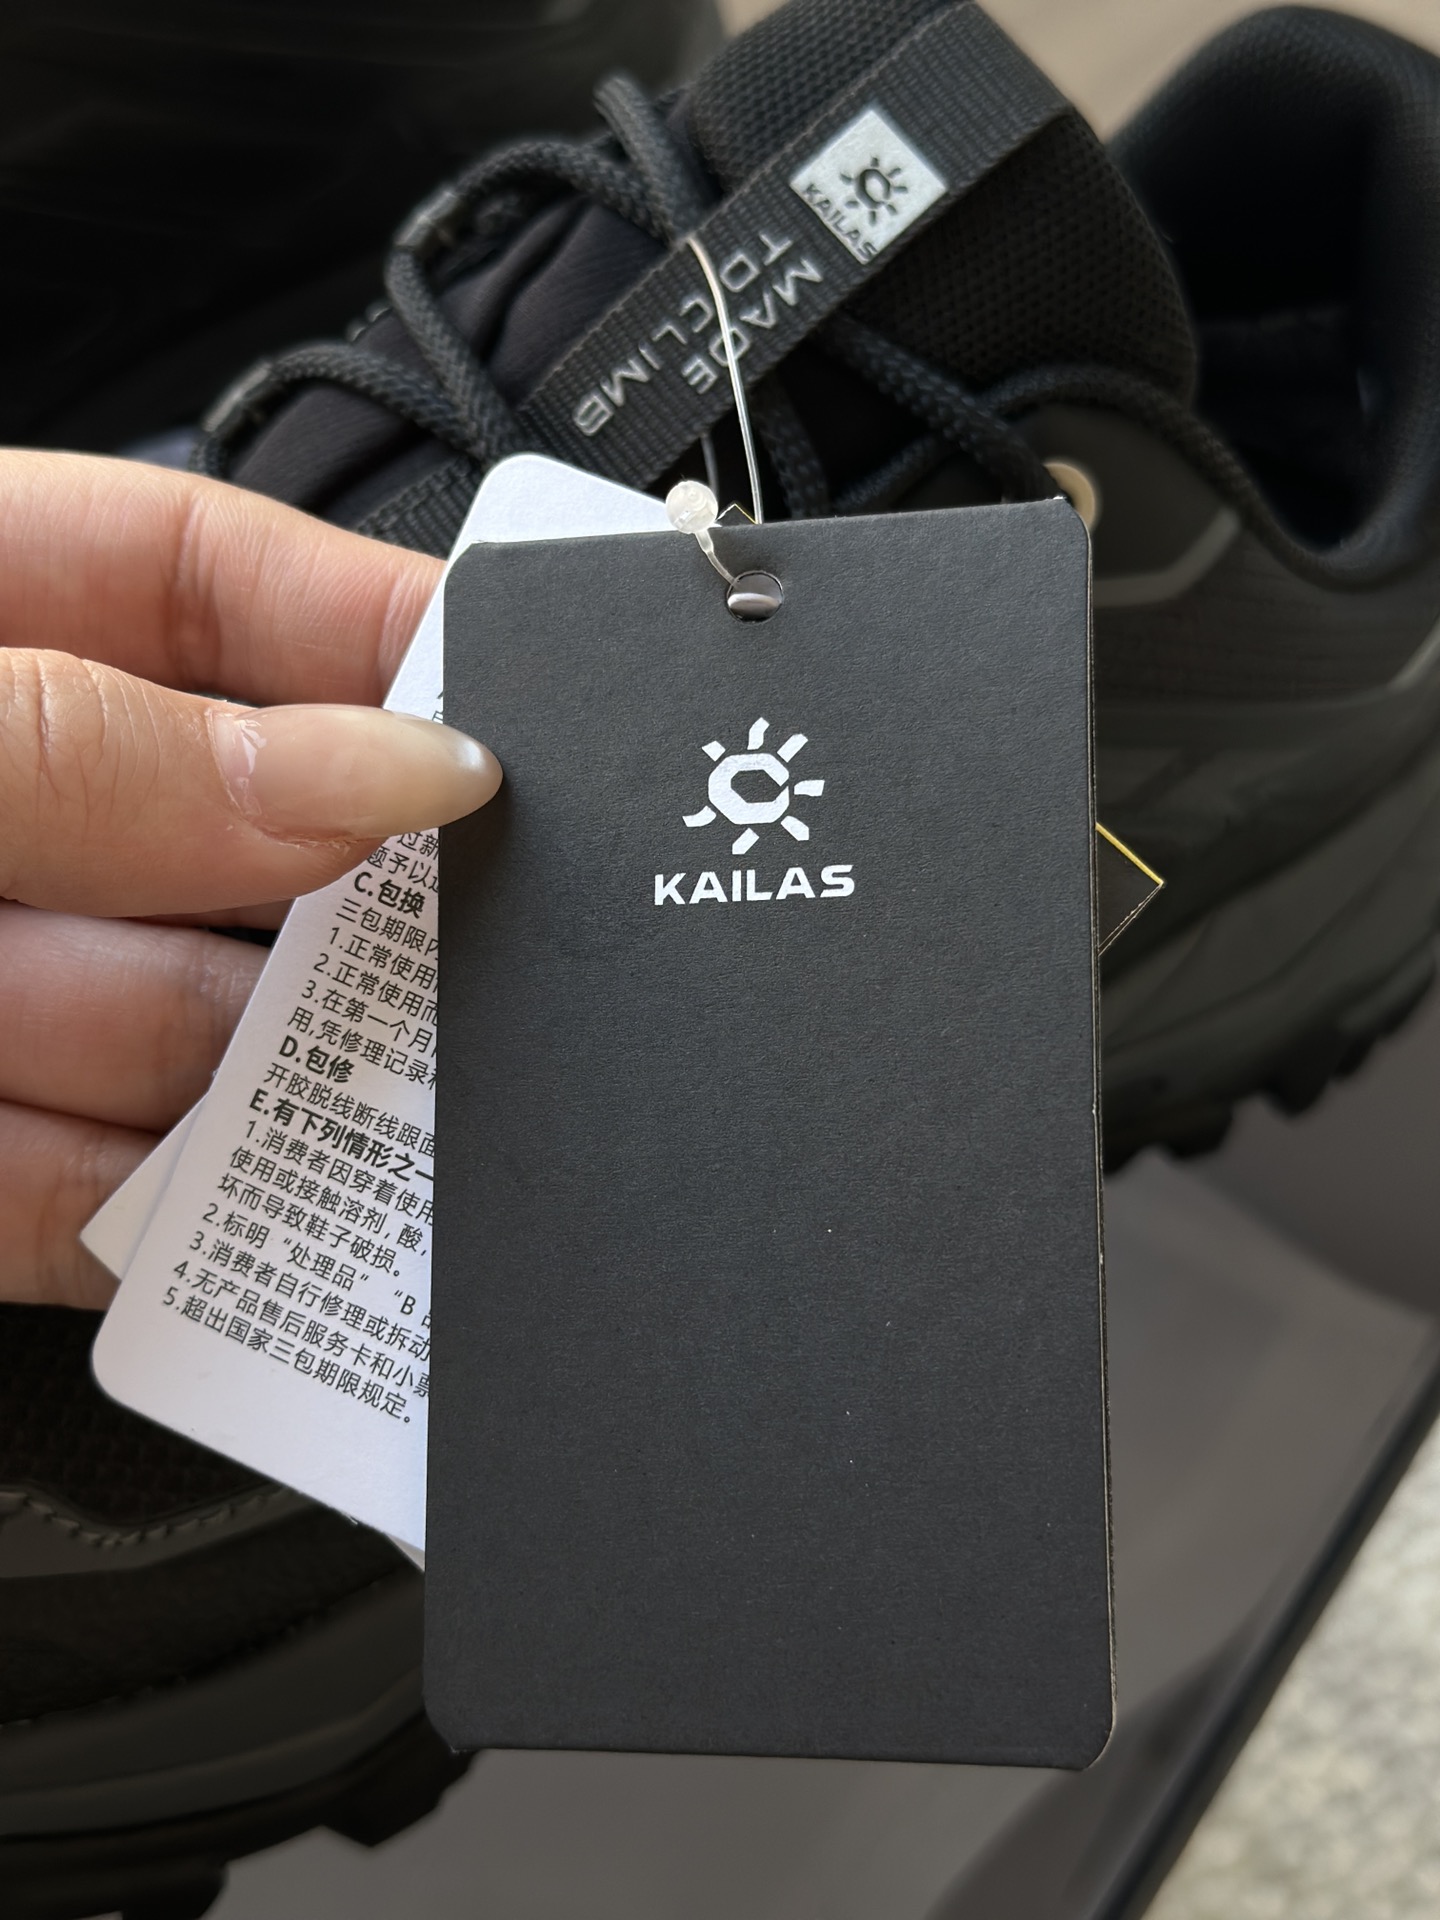 KAILAS
MADE
TO CLIMB
KAILAS
过新
题予以
C.包换
三包期限内
1.正常使用
2.正常使用而
3.在第一个月
用,凭修理记录
D.包修
开胶脱线断线跟面
E.有下列情形之一
1.消费者因穿着使用
使用或接触溶剂,酸,
坏而导致鞋子破损。
2.标明“处理品”“B
3.消费者自行修理或拆动
4.无产品售后服务卡和小票
5.超出国家三包期限规定。